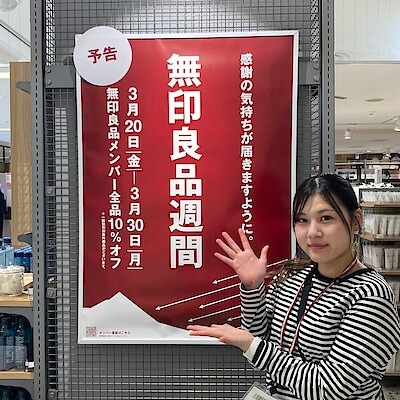 予告
感謝の気持ちが届きますように。
無印良品週間
3月20日金—3月30日月
無印良品メンバー全品10%オフ